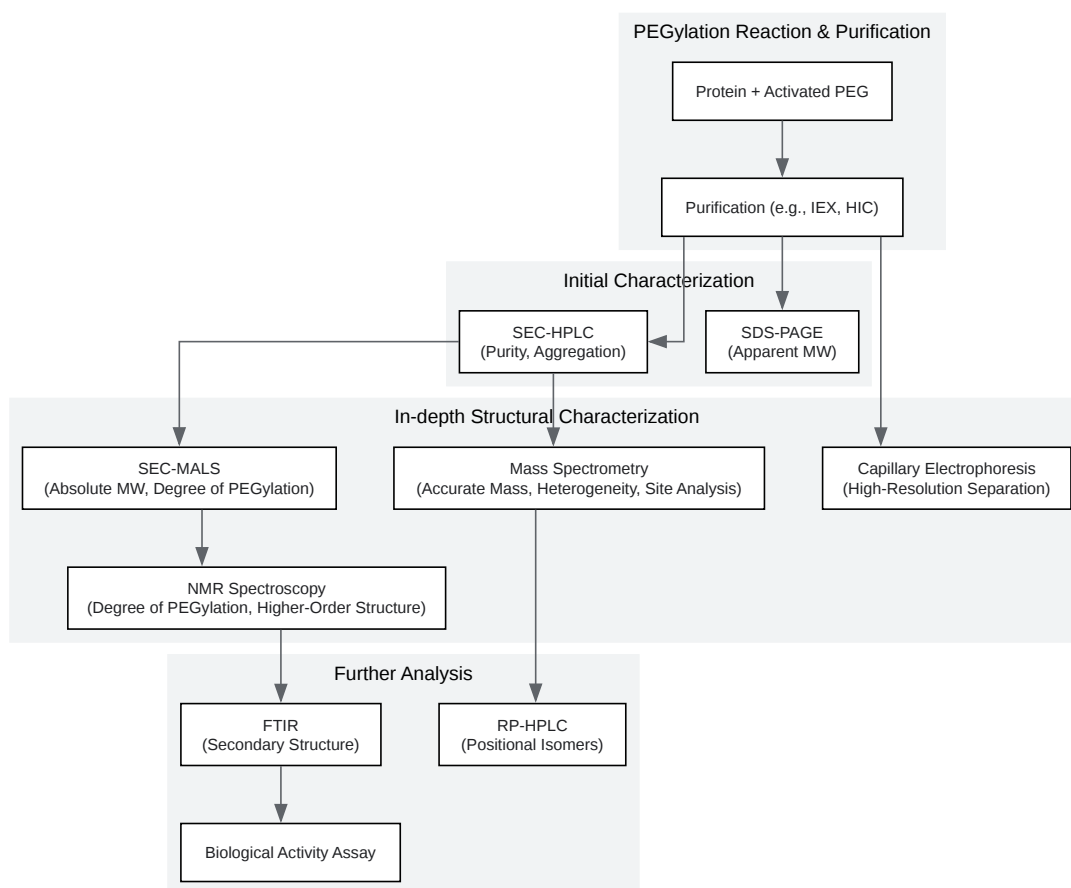 PEGylation Reaction & Purification
Protein + Activated PEG
Purification (e.g., IEX, HIC)
Initial Characterization
SEC-HPLC
(Purity, Aggregation)
SDS-PAGE
(Apparent MW)
In-depth Structural Characterization
SEC-MALS
(Absolute MW, Degree of PEGylation)
Mass Spectrometry
(Accurate Mass, Heterogeneity, Site Analysis)
Capillary Electrophoresis
(High-Resolution Separation)
NMR Spectroscopy
(Degree of PEGylation, Higher-Order Structure)
Further Analysis
FTIR
(Secondary Structure)
RP-HPLC
(Positional Isomers)
Biological Activity Assay